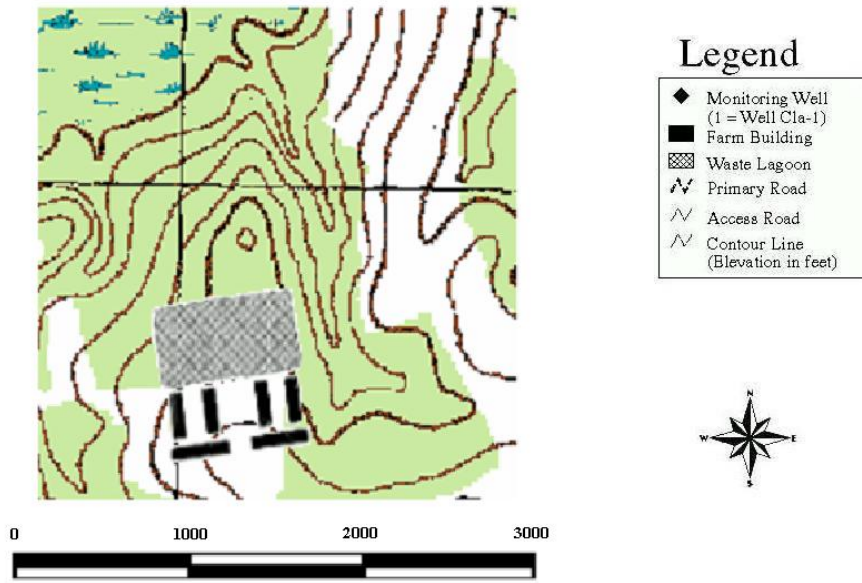 Legend
Monitoring Well
(1 = Well Cla-1)
Farm Building
Waste Lagoon
Primary Road
Access Road
Contour Line
(Elevation in feet)
N
W E
S
0 1000 2000 3000